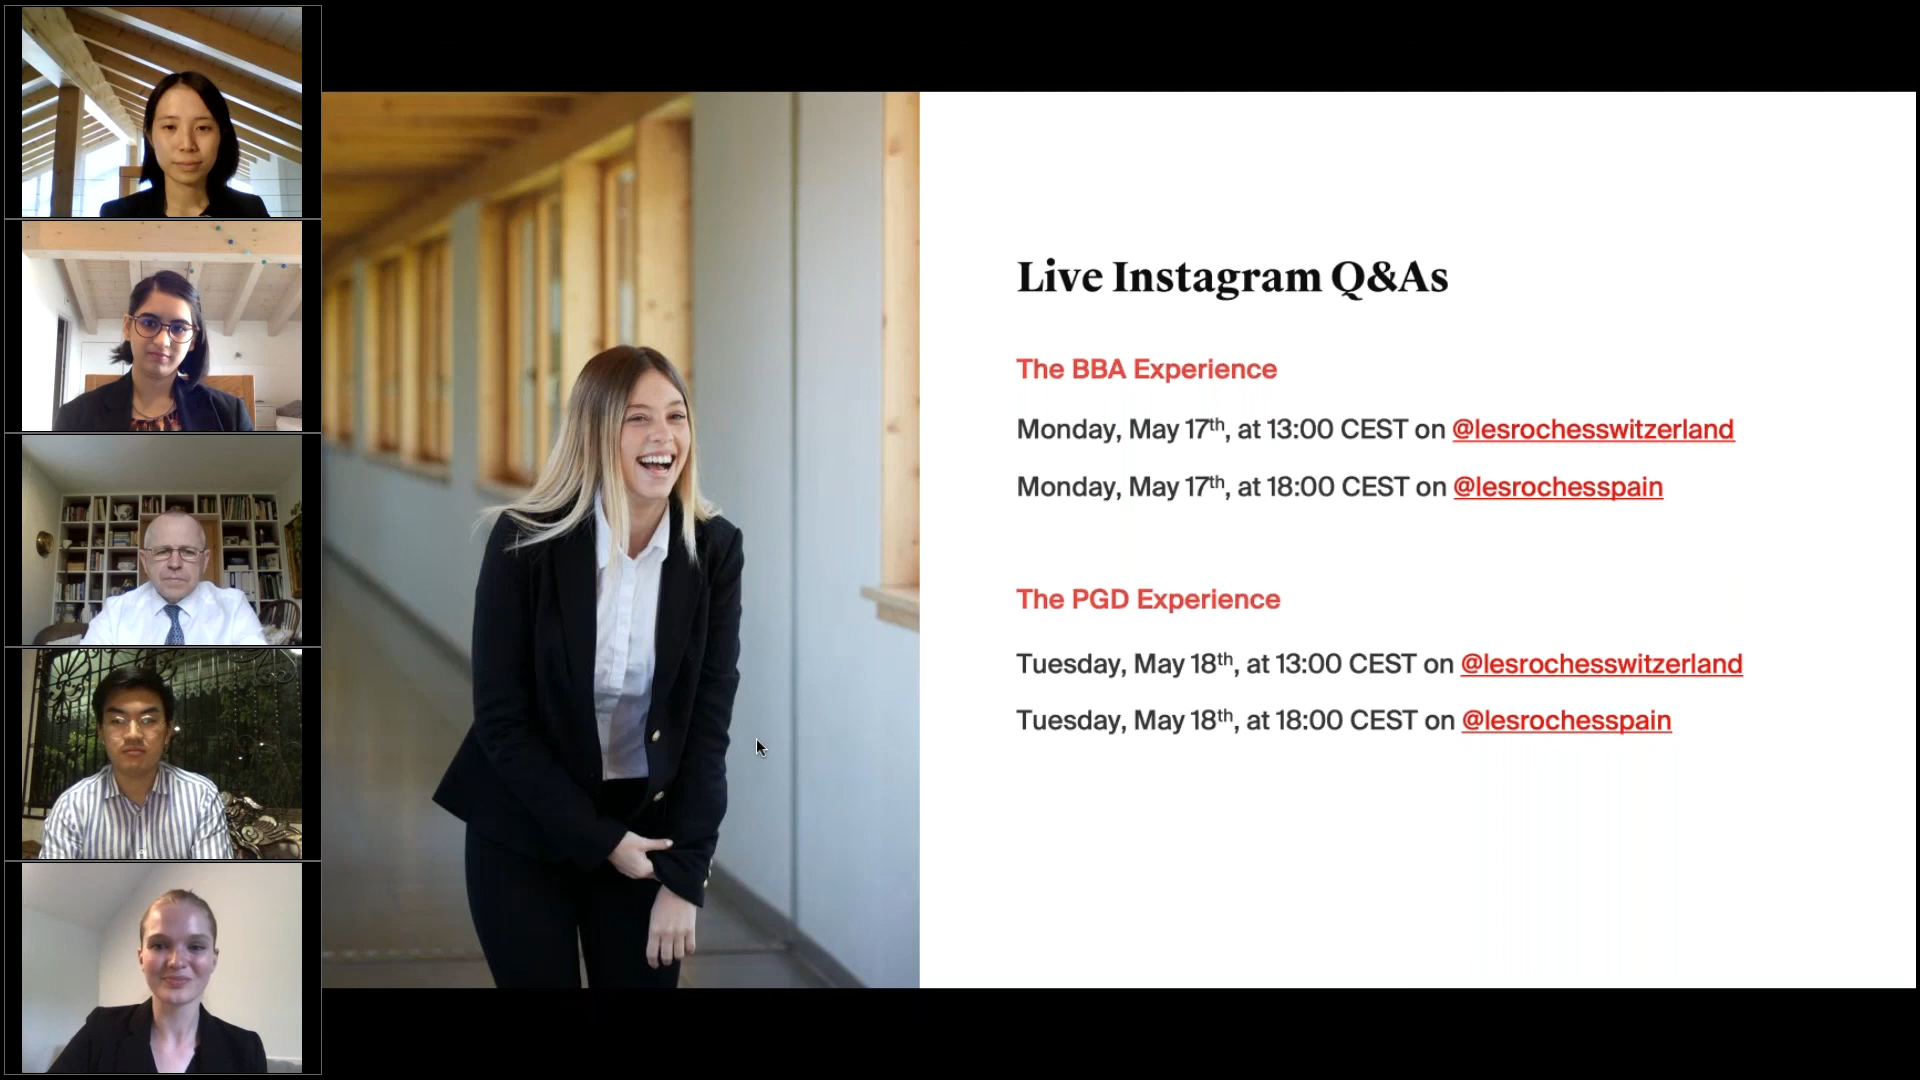 Live Instagram Q&As
The BBA Experience
Monday, May 17th, at 13:00 CEST on @lesrochesswitzerland
Monday, May 17th, at 18:00 CEST on @lesrochesspain
The PGD Experience
Tuesday, May 18th, at 13:00 CEST on @lesrochesswitzerland
Tuesday, May 18th, at 18:00 CEST on @lesrochesspain